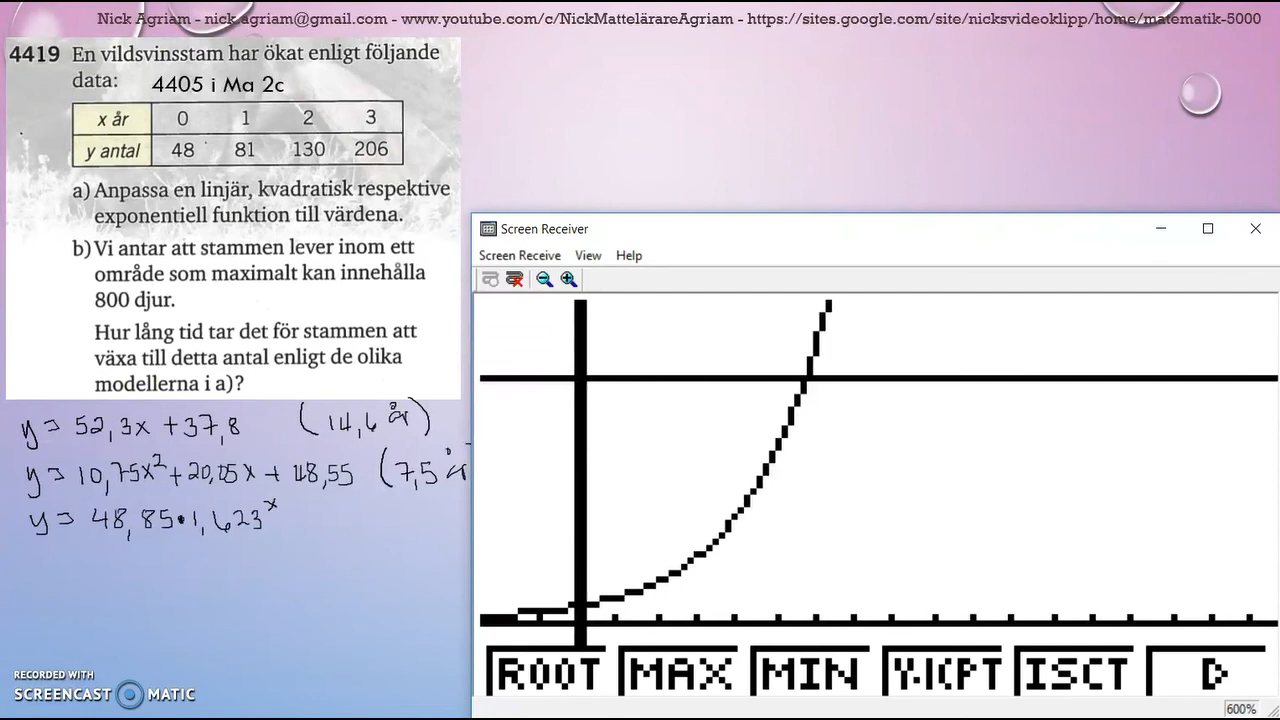 Nick Agriam - nick.agriam@gmail.com - www.youtube.com/c/NickMattelärareAgriam - https://sites.google.com/site/nicksvideoklipp/home/matematik-5000
4419 En vildsvinsstam har ökat enligt följande
data: 4405 i Ma 2c
x år 0 1 2 3
y antal 48 81 130 206
a) Anpassa en linjär, kvadratisk respektive
exponentiell funktion till värdena.
b) Vi antar att stammen lever inom ett
område som maximalt kan innehålla
800 djur.
Hur lång tid tar det för stammen att
växa till detta antal enligt de olika
modellerna i a)?
y = 52,3x + 37,8 (14,6 år)
y = 10,75x² + 20,05x + 48,55 (7,5 år
y = 48,85·1,623ˣ
Screen Receiver
Screen Receive View Help
ROOT MAX MIN Y-ICPT ISCT
600%
RECORDED WITH
SCREENCAST MATIC